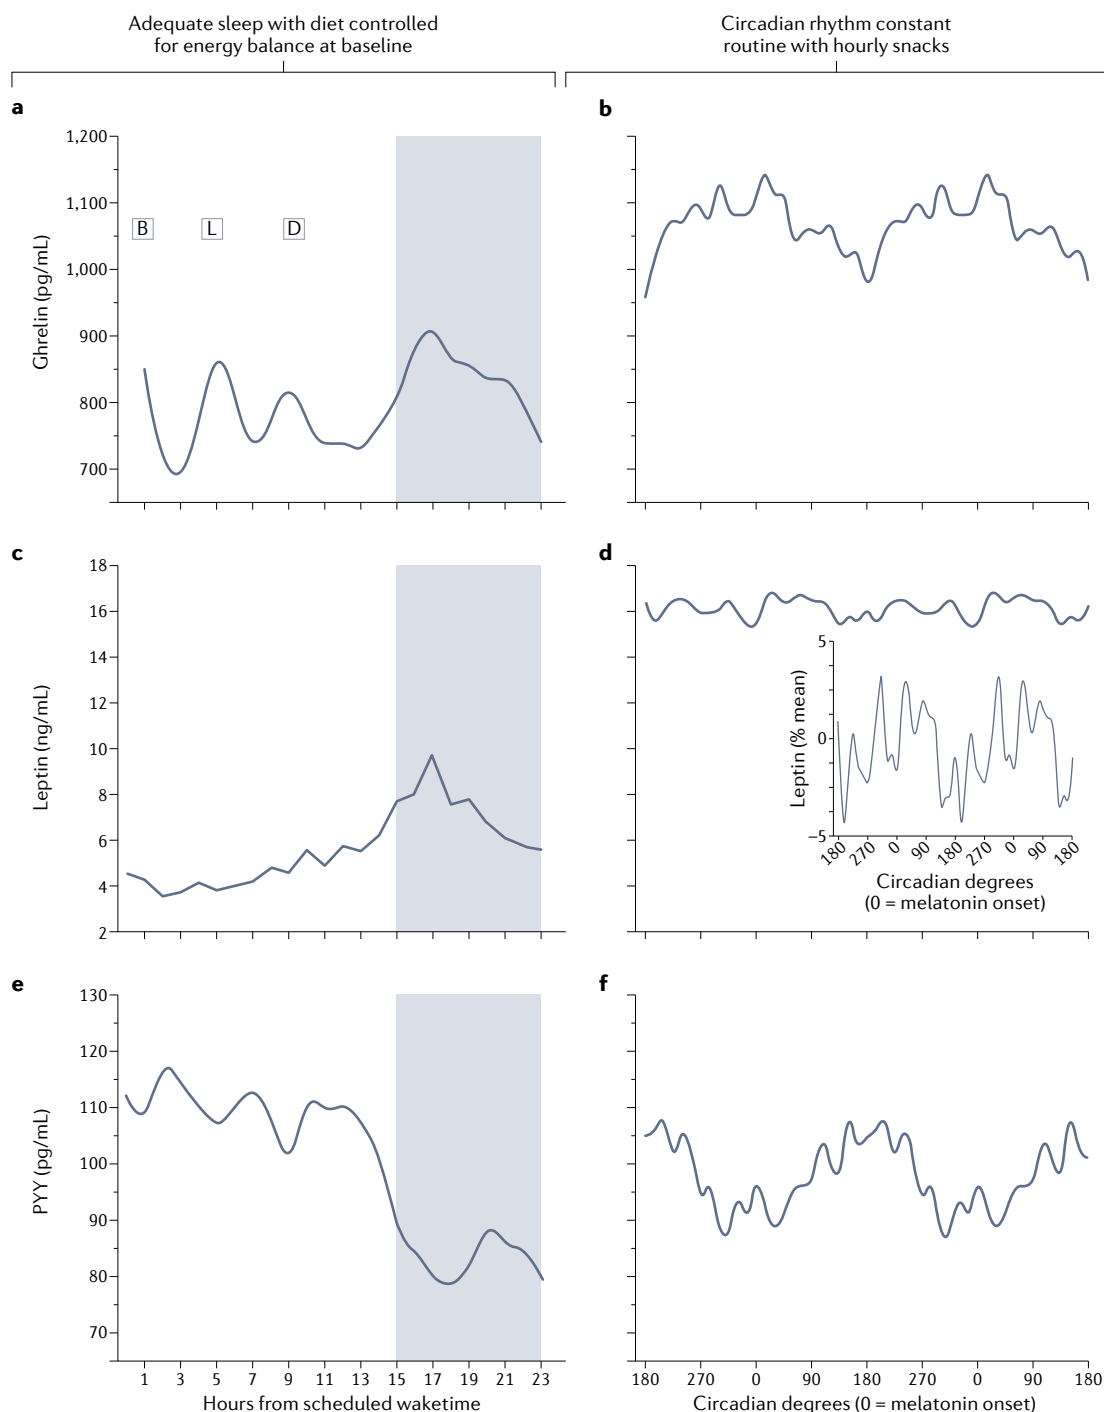 Adequate sleep with diet controlled
for energy balance at baseline
Circadian rhythm constant
routine with hourly snacks
a
1,200
1,100
1,000
900
800
700
Ghrelin (pg/mL)
B
L
D
b
c
18
16
14
12
10
8
6
4
2
Leptin (ng/mL)
d
5
0
–5
Leptin (% mean)
180
270
0
90
180
270
0
90
180
Circadian degrees
(0 = melatonin onset)
e
130
120
110
100
90
80
70
PYY (pg/mL)
1
3
5
7
9
11
13
15
17
19
21
23
Hours from scheduled waketime
f
180
270
0
90
180
270
0
90
180
Circadian degrees (0 = melatonin onset)